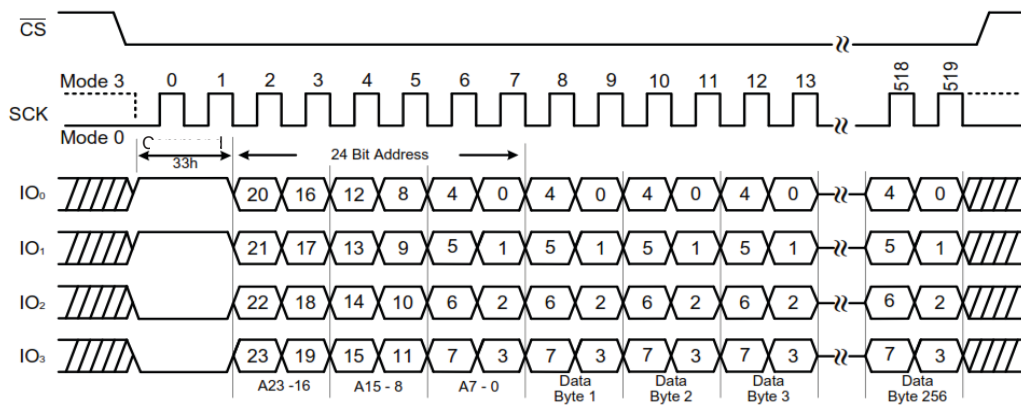 CS
Mode 3 0 1 2 3 4 5 6 7 8 9 10 11 12 13 518 519
SCK
Mode 0
24 Bit Address
33h
IO₀ 20 16 12 8 4 0 4 0 4 0 4 0 4 0
IO₁ 21 17 13 9 5 1 5 1 5 1 5 1 5 1
IO₂ 22 18 14 10 6 2 6 2 6 2 6 2 6 2
IO₃ 23 19 15 11 7 3 7 3 7 3 7 3 7 3
A23 -16 A15 - 8 A7 - 0 Data Data Data Data
Byte 1 Byte 2 Byte 3 Byte 256